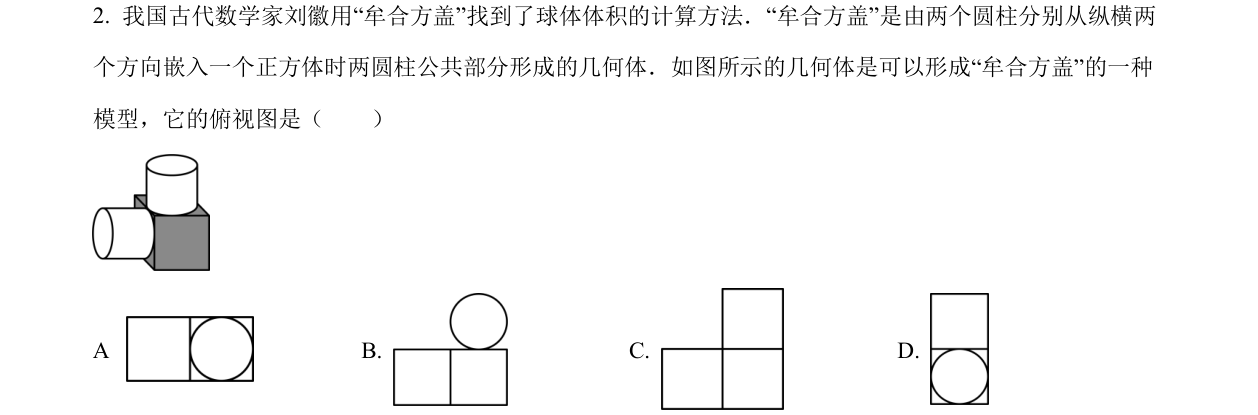 2. 我国古代数学家刘徽用“牟合方盖”找到了球体体积的计算方法．“牟合方盖”是由两个圆柱分别从纵横两
个方向嵌入一个正方体时两圆柱公共部分形成的几何体．如图所示的几何体是可以形成“牟合方盖”的一种
模型，它的俯视图是（　　）
A B. C. D.